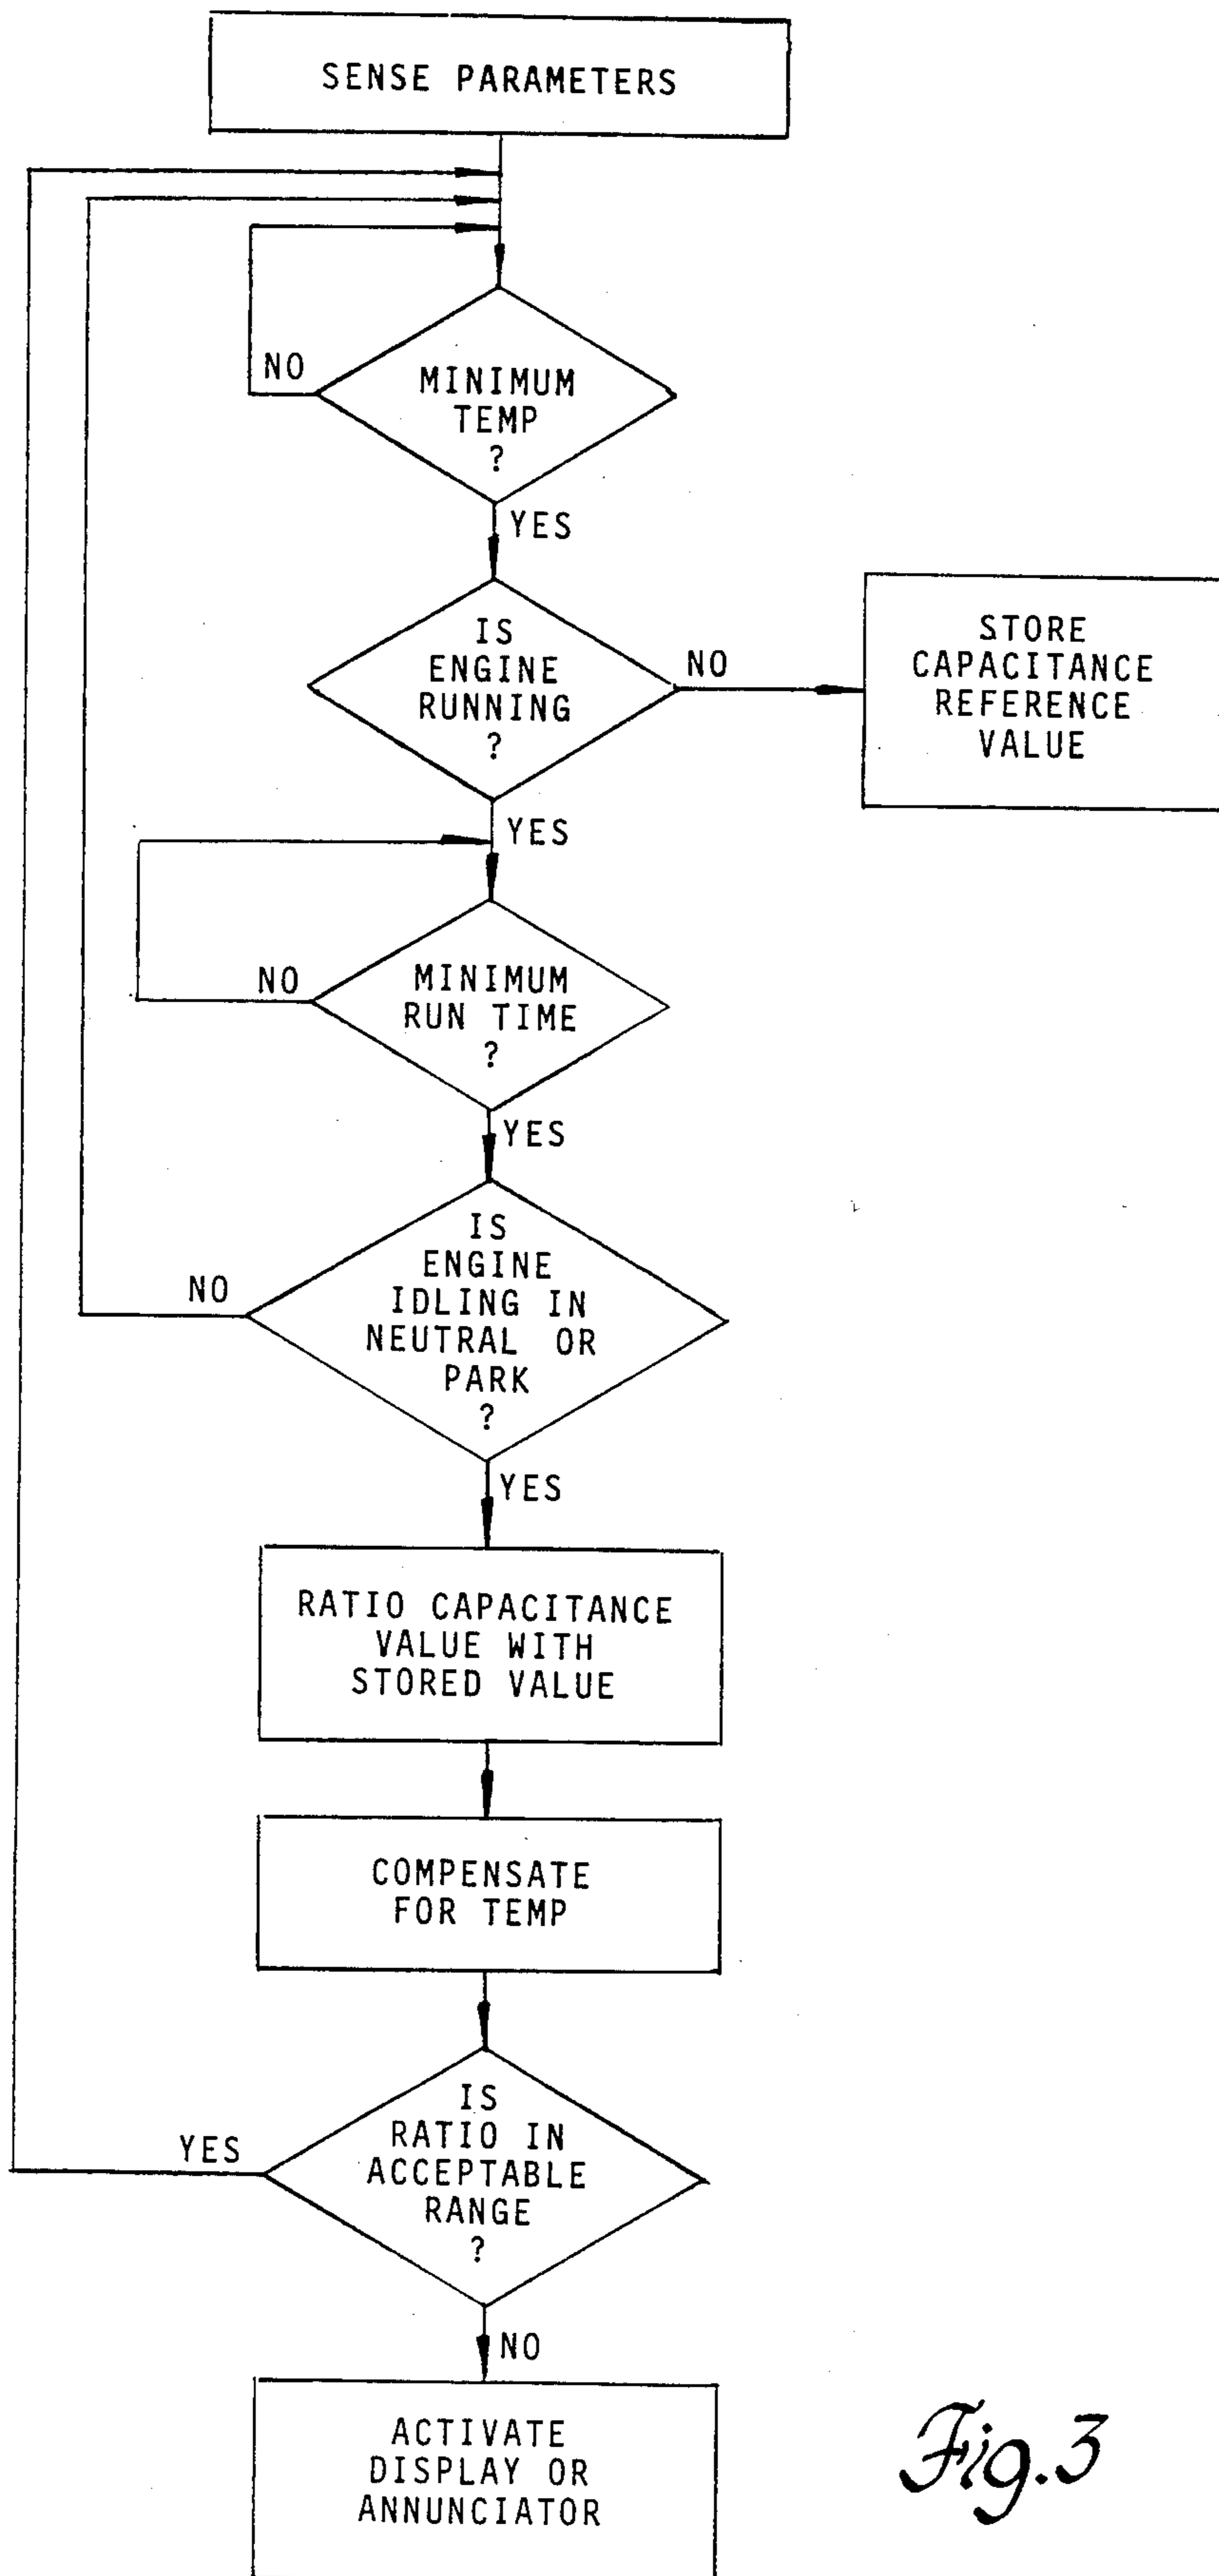 SENSE PARAMETERS
NO
MINIMUM
TEMP
?
YES
IS
ENGINE
RUNNING
?
NO
STORE
CAPACITANCE
REFERENCE
VALUE
YES
NO
MINIMUM
RUN TIME
?
YES
IS
ENGINE
IDLING IN
NEUTRAL OR
PARK
?
NO
YES
RATIO CAPACITANCE
VALUE WITH
STORED VALUE
COMPENSATE
FOR TEMP
IS
RATIO IN
ACCEPTABLE
RANGE
?
YES
NO
ACTIVATE
DISPLAY OR
ANNUNCIATOR
Fig.3